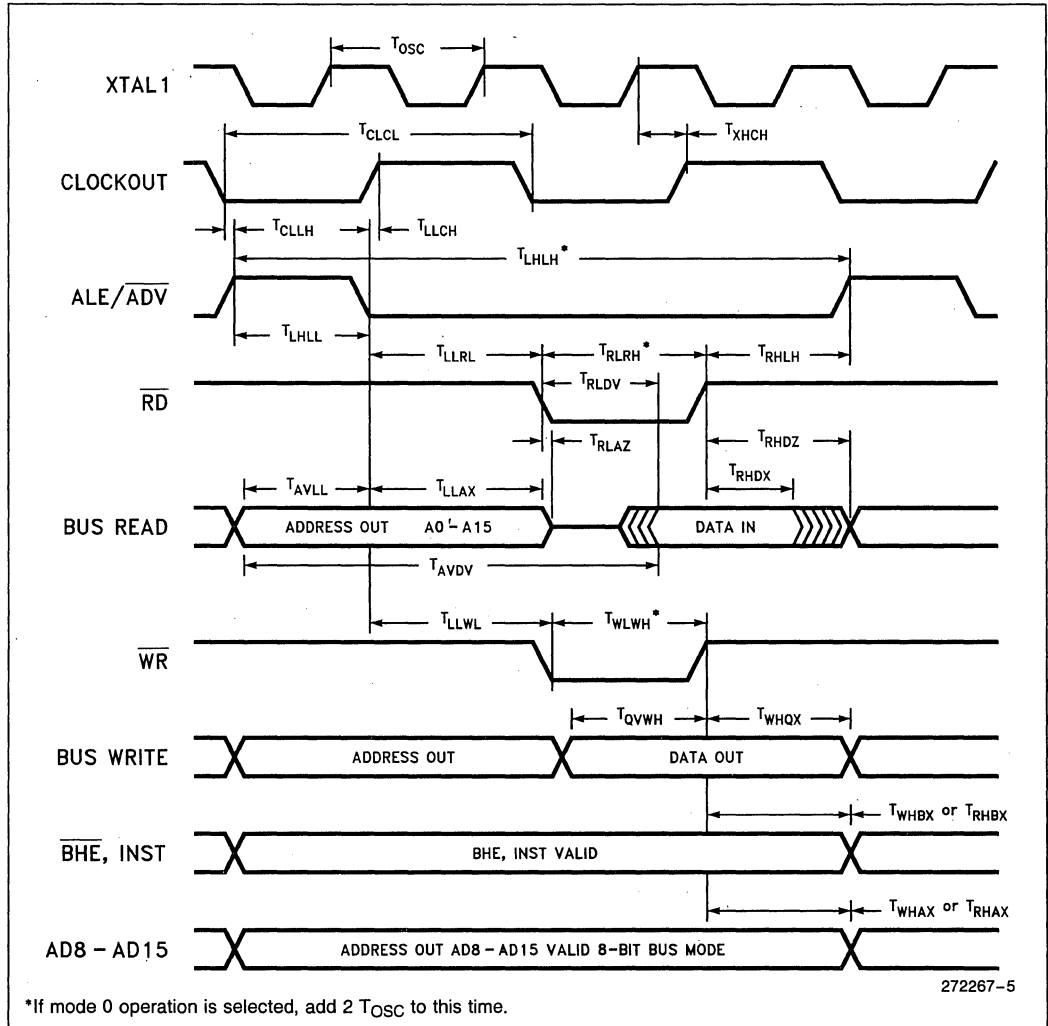 T_OSC
XTAL1
T_CLCL
T_XHCH
CLOCKOUT
T_CLLH
T_LLCH
T_LHLH*
ALE/ADV
T_LHLL
T_LLRL
T_RLRH*
T_RHLH
RD
T_RLDV
T_RLAZ
T_RHDZ
T_RHDX
T_AVLL
T_LLAX
BUS READ
ADDRESS OUT A0'-A15
DATA IN
T_AVDV
T_LLWL
T_WLWH*
WR
T_QVWH
T_WHQX
BUS WRITE
ADDRESS OUT
DATA OUT
T_WHBX or T_RHBX
BHE, INST
BHE, INST VALID
T_WHAX or T_RHAX
AD8-AD15
ADDRESS OUT AD8-AD15 VALID 8-BIT BUS MODE
272267-5
*If mode 0 operation is selected, add 2 T_OSC to this time.